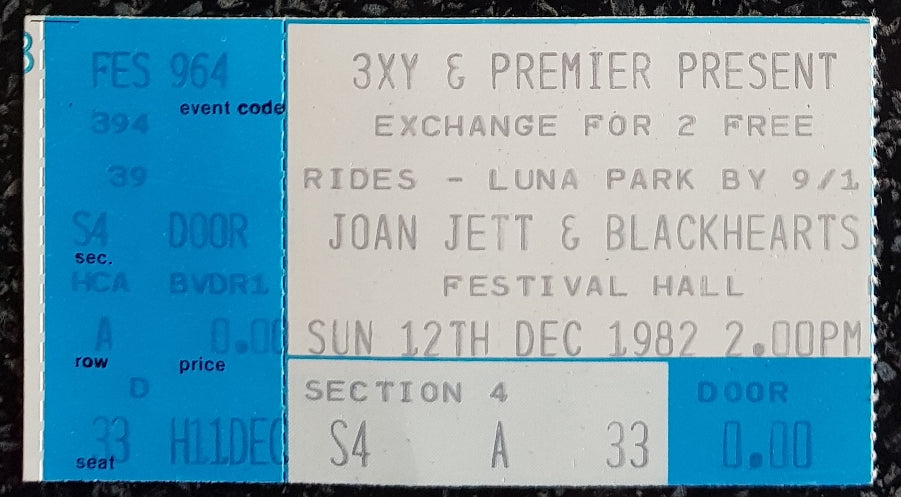 FES 964
event code
394
39
S4 DOOR
sec.
HCA BVDR1
A 0.00
row price
D
33 H11DEC
seat
3XY & PREMIER PRESENT
EXCHANGE FOR 2 FREE
RIDES - LUNA PARK BY 9/1
JOAN JETT & BLACKHEARTS
FESTIVAL HALL
SUN 12TH DEC 1982 2.00PM
SECTION 4 DOOR
S4 A 33 0.00